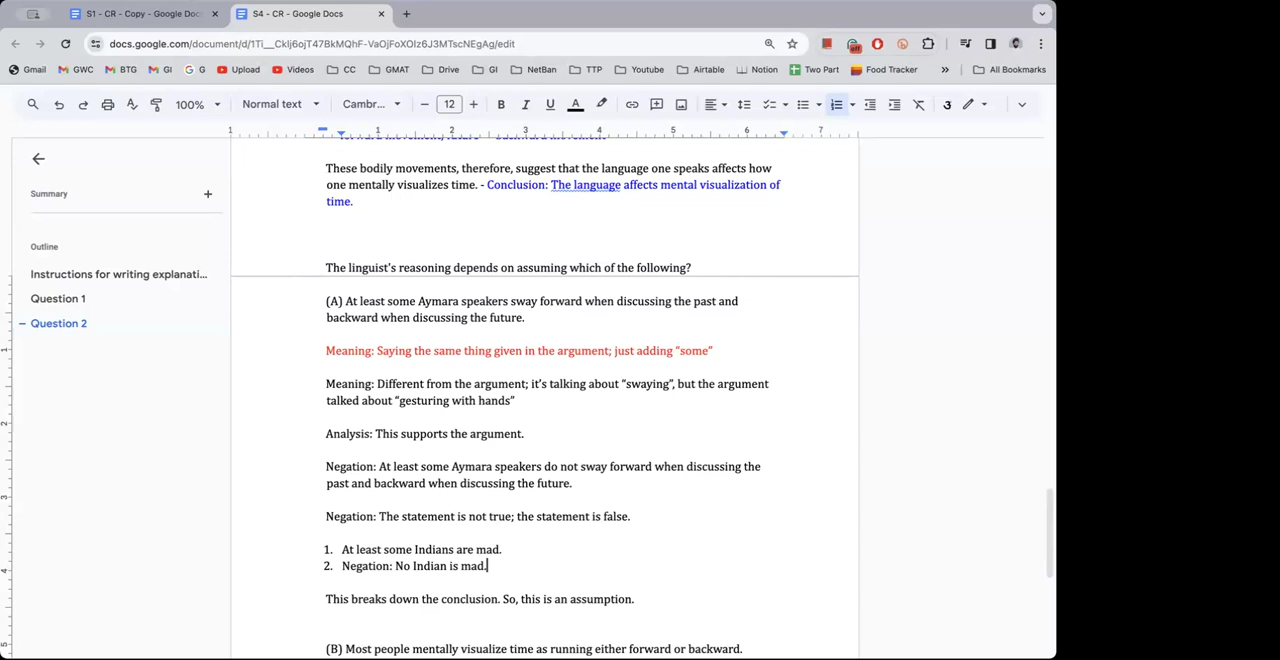 S1 - CR - Copy - Google Doc
S4 - CR - Google Docs
docs.google.com/document/d/1Ti__Cklj6ojT47BkMQhF-VaOjFoXOlz6J3MTscNEgAg/edit
Gmail GWC BTG GI G Upload Videos CC GMAT Drive GI NetBan TTP Youtube Airtable Notion Two Part Food Tracker » All Bookmarks
100% Normal text Cambr... 12
1 1 2 3 4 5 6 7
Summary
Outline
Instructions for writing explanati...
Question 1
Question 2
These bodily movements, therefore, suggest that the language one speaks affects how
one mentally visualizes time. - Conclusion: The language affects mental visualization of
time.
The linguist's reasoning depends on assuming which of the following?
(A) At least some Aymara speakers sway forward when discussing the past and
backward when discussing the future.
Meaning: Saying the same thing given in the argument; just adding “some”
Meaning: Different from the argument; it’s talking about “swaying”, but the argument
talked about “gesturing with hands”
Analysis: This supports the argument.
Negation: At least some Aymara speakers do not sway forward when discussing the
past and backward when discussing the future.
Negation: The statement is not true; the statement is false.
1. At least some Indians are mad.
2. Negation: No Indian is mad.
This breaks down the conclusion. So, this is an assumption.
(B) Most people mentally visualize time as running either forward or backward.